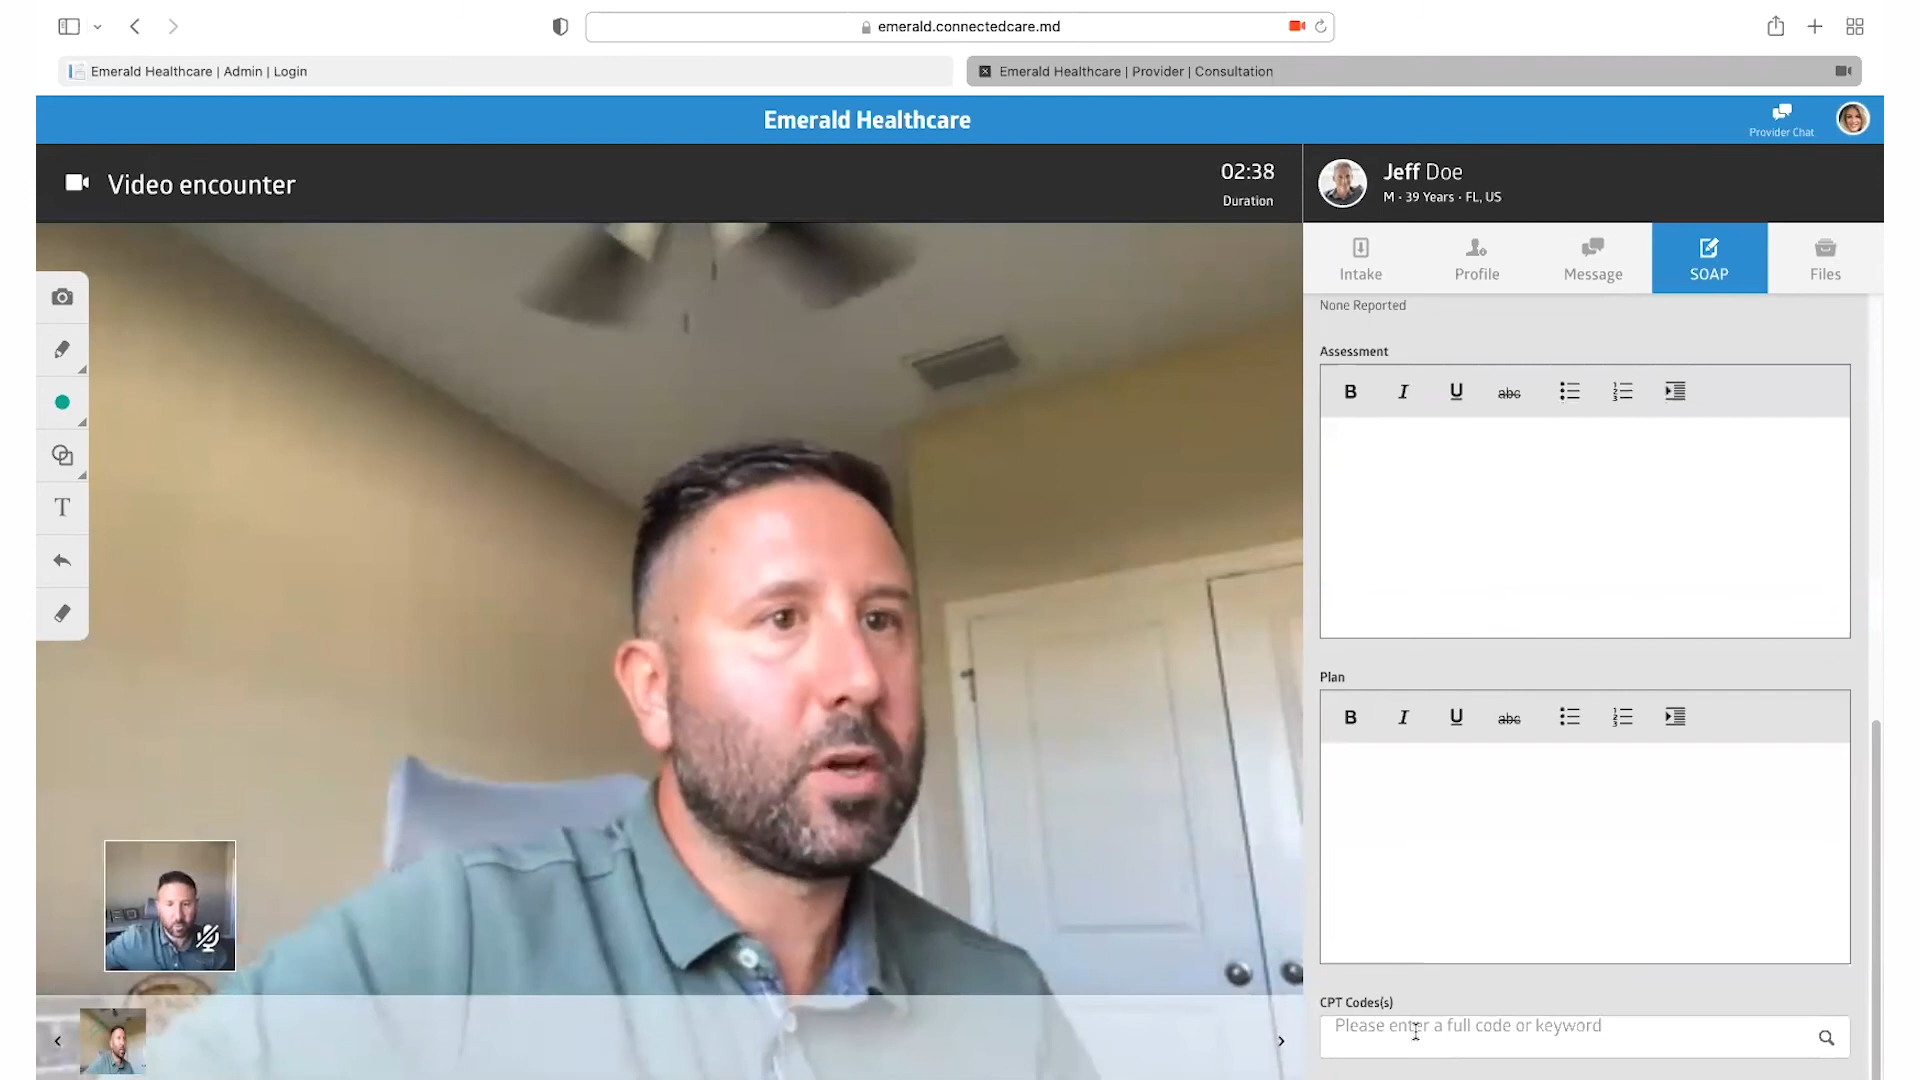 emerald.connectedcare.md
Emerald Healthcare | Admin | Login
Emerald Healthcare | Provider | Consultation
Emerald Healthcare
Provider Chat
Video encounter
02:38
Duration
Jeff Doe
M - 39 Years - FL, US
Intake
Profile
Message
SOAP
Files
None Reported
Assessment
B I U abc
Plan
B I U abc
T
CPT Codes(s)
Please enter a full code or keyword